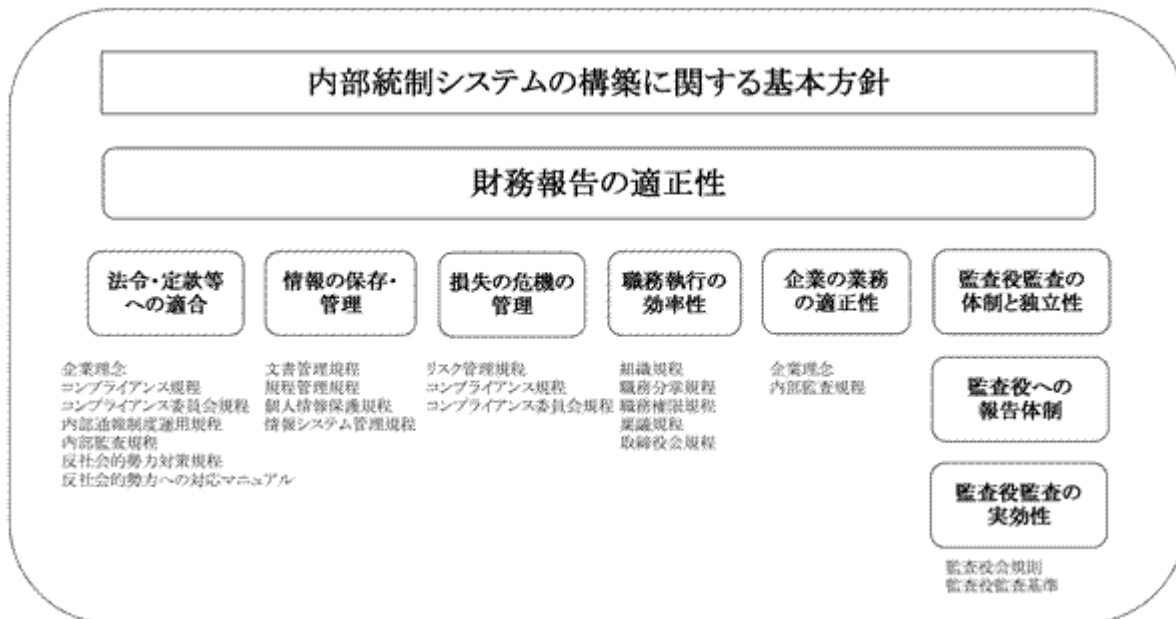 内部統制システムの構築に関する基本方針
財務報告の適正性
法令・定款等
への適合
企業理念
コンプライアンス規程
コンプライアンス委員会規程
内部通報制度運用規程
内部監査規程
反社会的勢力対策規程
反社会的勢力への対応マニュアル
情報の保存・
管理
文書管理規程
規程管理規程
個人情報保護規程
情報システム管理規程
損失の危機の
管理
リスク管理規程
コンプライアンス規程
コンプライアンス委員会規程
職務執行の
効率性
組織規程
職務分掌規程
職務権限規程
稟議規程
取締役会規程
企業の業務
の適正性
企業理念
内部監査規程
監査役監査の
体制と独立性
監査役への
報告体制
監査役監査の
実効性
監査役会規則
監査役監査基準